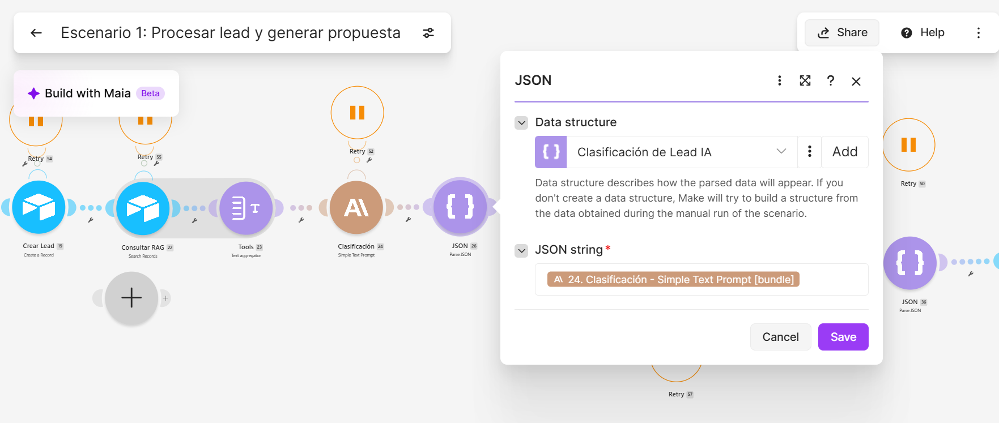 Escenario 1: Procesar lead y generar propuesta
Share
Help
Build with Maia Beta
Retry 54
Retry 55
Retry 52
Crear Lead 19
Create a Record
Consultar RAG 22
Search Records
Tools 23
Text aggregator
Clasificación 24
Simple Text Prompt
JSON 26
Parse JSON
JSON
Data structure
Clasificación de Lead IA
Add
Data structure describes how the parsed data will appear. If you
don't create a data structure, Make will try to build a structure from
the data obtained during the manual run of the scenario.
JSON string*
24. Clasificación - Simple Text Prompt [bundle]
Cancel
Save
Retry 50
JSON 36
Parse JSON
Retry 57